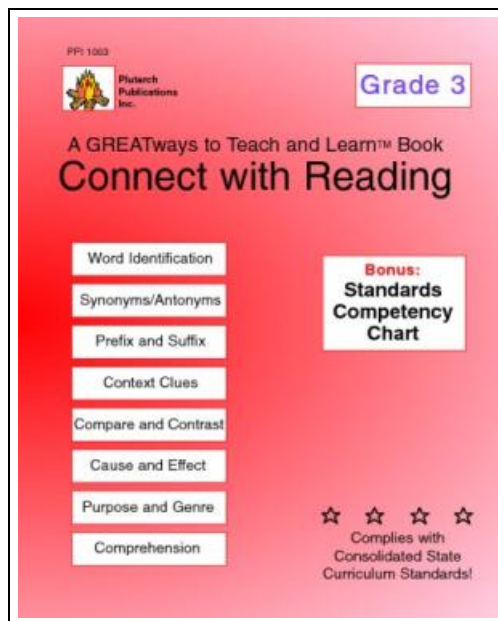 PPI 1003
Plutarch
Publications
Inc.
Grade 3
A GREATways to Teach and Learn™ Book
Connect with Reading
Word Identification
Synonyms/Antonyms
Prefix and Suffix
Context Clues
Compare and Contrast
Cause and Effect
Purpose and Genre
Comprehension
Bonus:
Standards
Competency
Chart
Complies with
Consolidated State
Curriculum Standards!